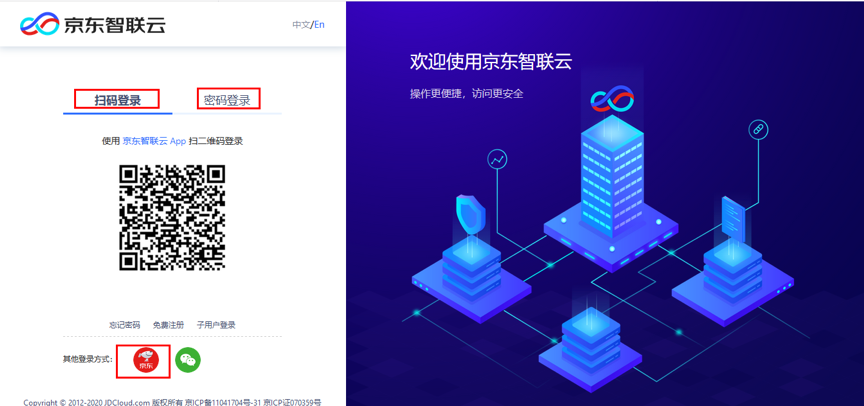 京东智联云
中文/En
扫码登录
密码登录
使用 京东智联云 App 扫二维码登录
忘记密码 免费注册 子用户登录
其他登录方式:
京东
Copyright © 2012-2020 JDCloud.com 版权所有 京ICP备11041704号-31 京ICP证070359号
欢迎使用京东智联云
操作更便捷，访问更安全